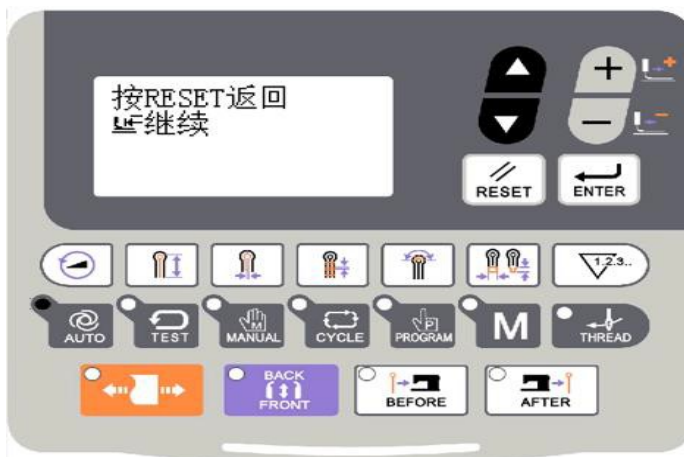 按RESET返回
继续
+
−
RESET
ENTER
1.2.3..
AUTO
TEST
MANUAL
CYCLE
PROGRAM
M
THREAD
BACK
FRONT
BEFORE
AFTER